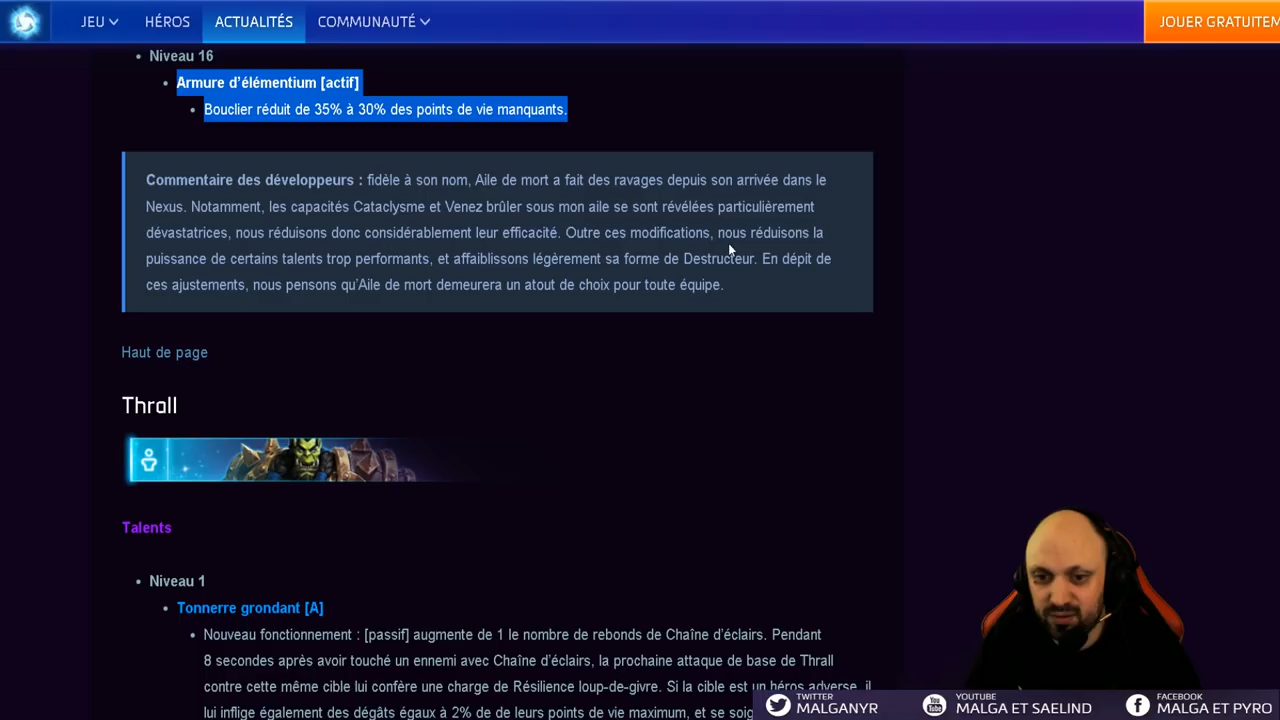 JEU HÉROS ACTUALITÉS COMMUNAUTÉ JOUER GRATUITEM
Niveau 16
Armure d'élémentium [actif]
Bouclier réduit de 35% à 30% des points de vie manquants.
Commentaire des développeurs : fidèle à son nom, Aile de mort a fait des ravages depuis son arrivée dans le
Nexus. Notamment, les capacités Cataclysme et Venez brûler sous mon aile se sont révélées particulièrement
dévastatrices, nous réduisons donc considérablement leur efficacité. Outre ces modifications, nous réduisons la
puissance de certains talents trop performants, et affaiblissons légèrement sa forme de Destructeur. En dépit de
ces ajustements, nous pensons qu'Aile de mort demeurera un atout de choix pour toute équipe.
Haut de page
Thrall
Talents
Niveau 1
Tonnerre grondant [A]
Nouveau fonctionnement : [passif] augmente de 1 le nombre de rebonds de Chaîne d'éclairs. Pendant
8 secondes après avoir touché un ennemi avec Chaîne d'éclairs, la prochaine attaque de base de Thrall
contre cette même cible lui confère une charge de Résilience loup-de-givre. Si la cible est un héros adverse, il
lui inflige également des dégâts égaux à 2% de de leurs points de vie maximum, et se soig
TWITTER
MALGANYR
YOUTUBE
MALGA ET SAELIND
FACEBOOK
MALGA ET PYRO